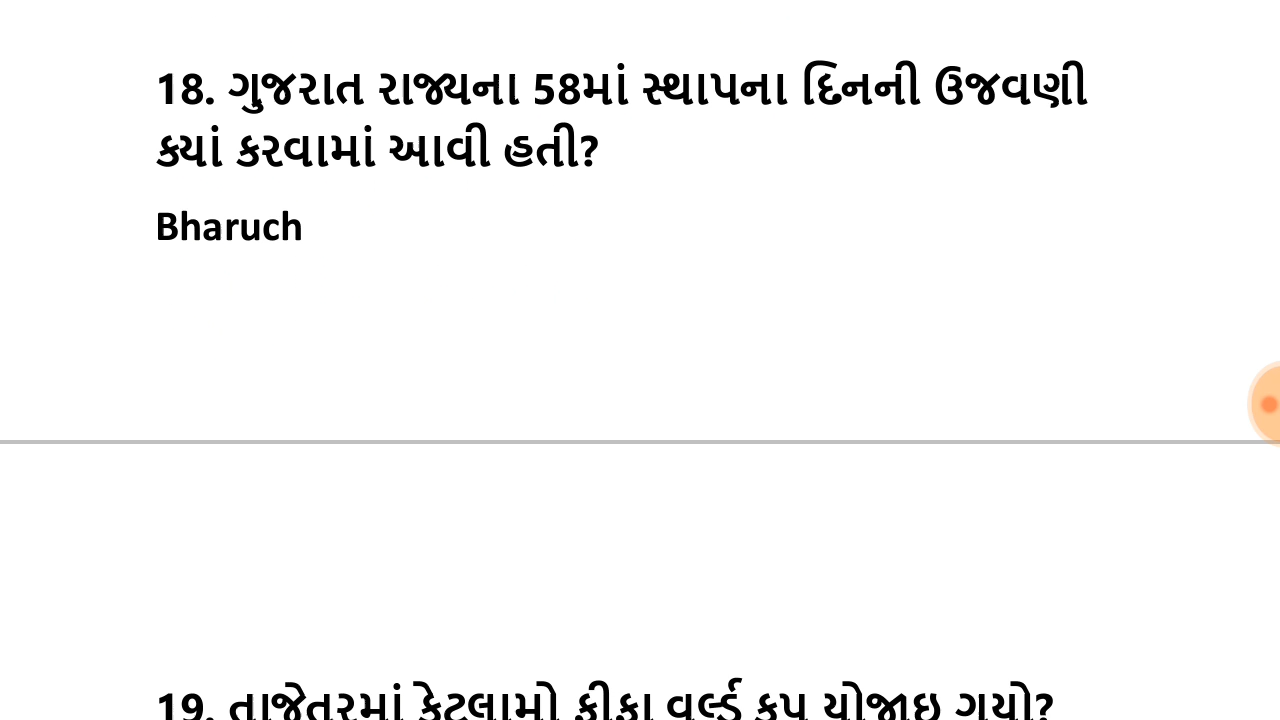 18. ગુજરાત રાજ્યના 58માં સ્થાપના દિનની ઉજવણી
ક્યાં કરવામાં આવી હતી?
Bharuch
19. તાજેતરમાં કેટલામો ફીફા વર્લ્ડ કપ યોજાઇ ગયો?